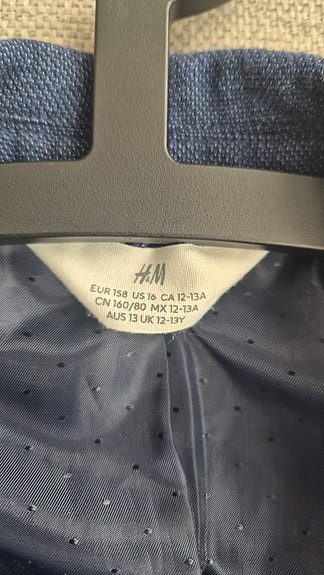 H&M
EUR 158 US 16 CA 12-13A
CN 160/80 MX 12-13A
AUS 13 UK 12-13Y